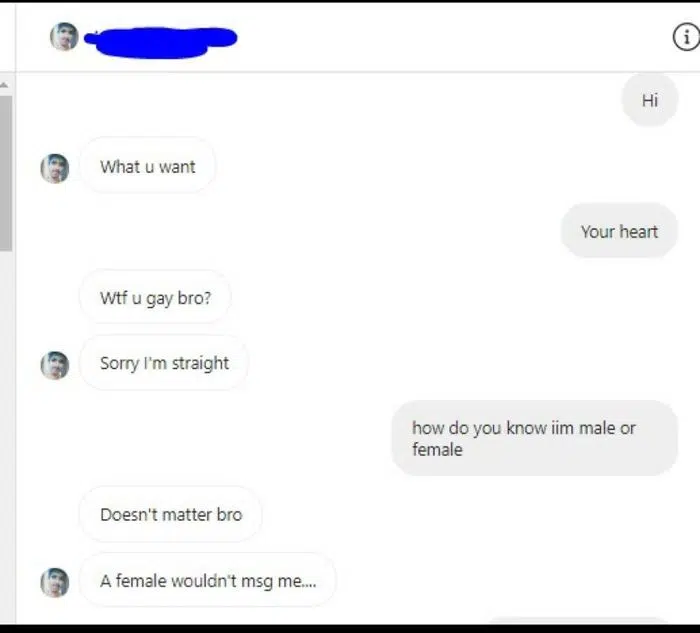 Hi
What u want
Your heart
Wtf u gay bro?
Sorry I'm straight
how do you know iim male or
female
Doesn't matter bro
A female wouldn't msg me....